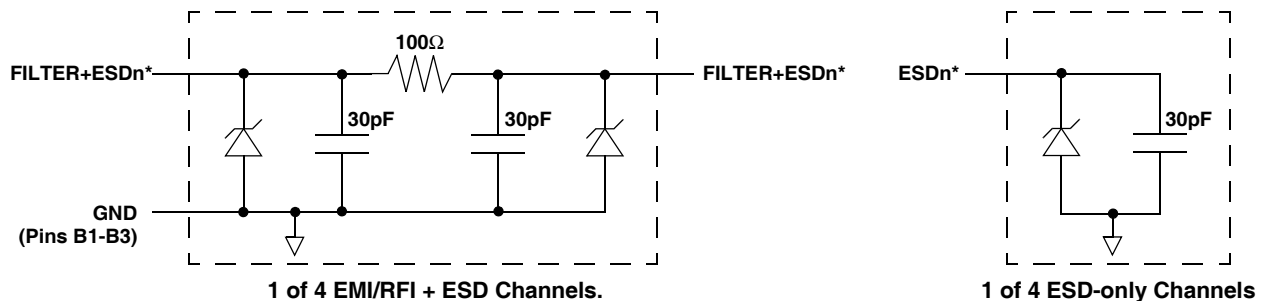 100Ω
FILTER+ESDn*
FILTER+ESDn*
ESDn*
30pF
30pF
30pF
GND
(Pins B1-B3)
1 of 4 EMI/RFI + ESD Channels.
1 of 4 ESD-only Channels